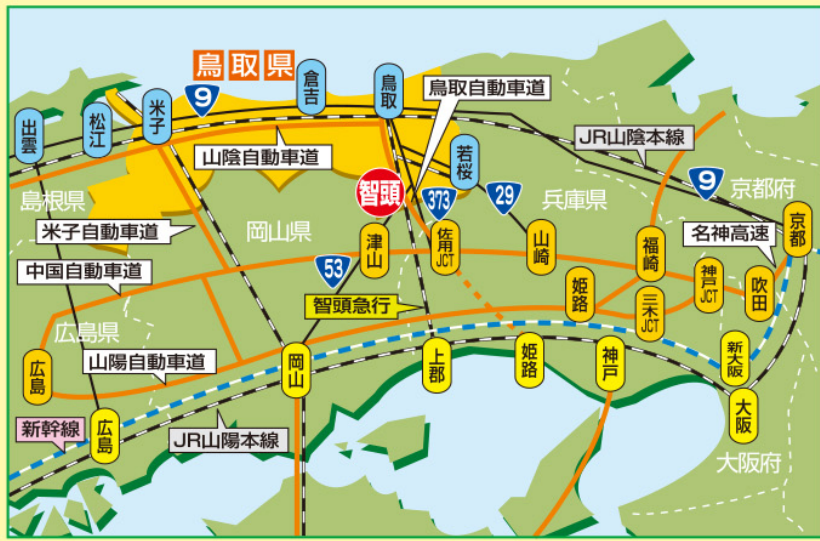 鳥取県
9
倉吉
鳥取
鳥取自動車道
出雲
松江
米子
山陰自動車道
若桜
JR山陰本線
9
京都府
島根県
智頭
373
29
兵庫県
米子自動車道
岡山県
津山
佐用JCT
山崎
福崎
名神高速
京都
中国自動車道
53
姫路
三木JCT
神戸JCT
吹田
智頭急行
広島県
山陽自動車道
広島
岡山
上郡
姫路
神戸
新大阪
新幹線
広島
JR山陽本線
大阪
大阪府